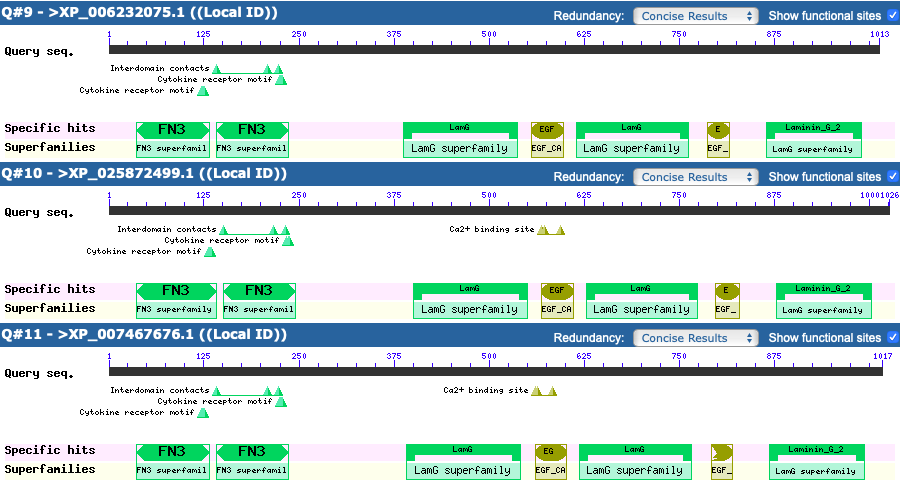 Q#9 - >XP_006232075.1 ((Local ID))
Redundancy: Concise Results Show functional sites
1 125 250 375 500 625 750 875 1013
Query seq.
Interdomain contacts
Cytokine receptor motif
Cytokine receptor motif
Specific hits FN3 FN3 LamG EGF LamG E Laminin_G_2
Superfamilies FN3 superfamil FN3 superfamil LamG superfamily EGF_CA LamG superfamily EGF_ LamG superfamily
Q#10 - >XP_025872499.1 ((Local ID))
Redundancy: Concise Results Show functional sites
1 125 250 375 500 625 750 875 10001026
Query seq.
Interdomain contacts Ca2+ binding site
Cytokine receptor motif
Cytokine receptor motif
Specific hits FN3 FN3 LamG EGF LamG E Laminin_G_2
Superfamilies FN3 superfamily FN3 superfamil LamG superfamily EGF_CA LamG superfamily EGF_ LamG superfamily
Q#11 - >XP_007467676.1 ((Local ID))
Redundancy: Concise Results Show functional sites
1 125 250 375 500 625 750 875 1017
Query seq.
Interdomain contacts Ca2+ binding site
Cytokine receptor motif
Cytokine receptor motif
Specific hits FN3 FN3 LamG EG LamG Laminin_G_2
Superfamilies FN3 superfamil FN3 superfamil LamG superfamily EGF_CA LamG superfamily EGF_ LamG superfamily